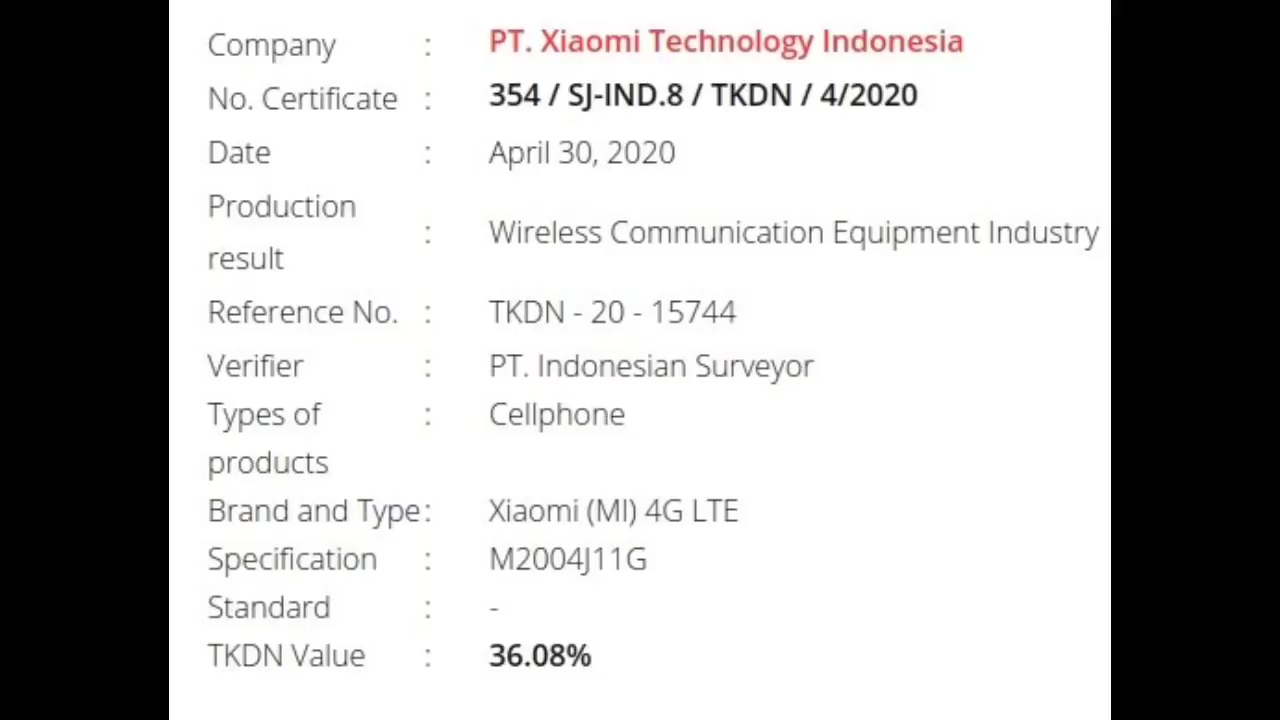 Company : PT. Xiaomi Technology Indonesia
No. Certificate : 354 / SJ-IND.8 / TKDN / 4/2020
Date : April 30, 2020
Production
result : Wireless Communication Equipment Industry
Reference No. : TKDN - 20 - 15744
Verifier : PT. Indonesian Surveyor
Types of : Cellphone
products
Brand and Type : Xiaomi (MI) 4G LTE
Specification : M2004J11G
Standard : -
TKDN Value : 36.08%